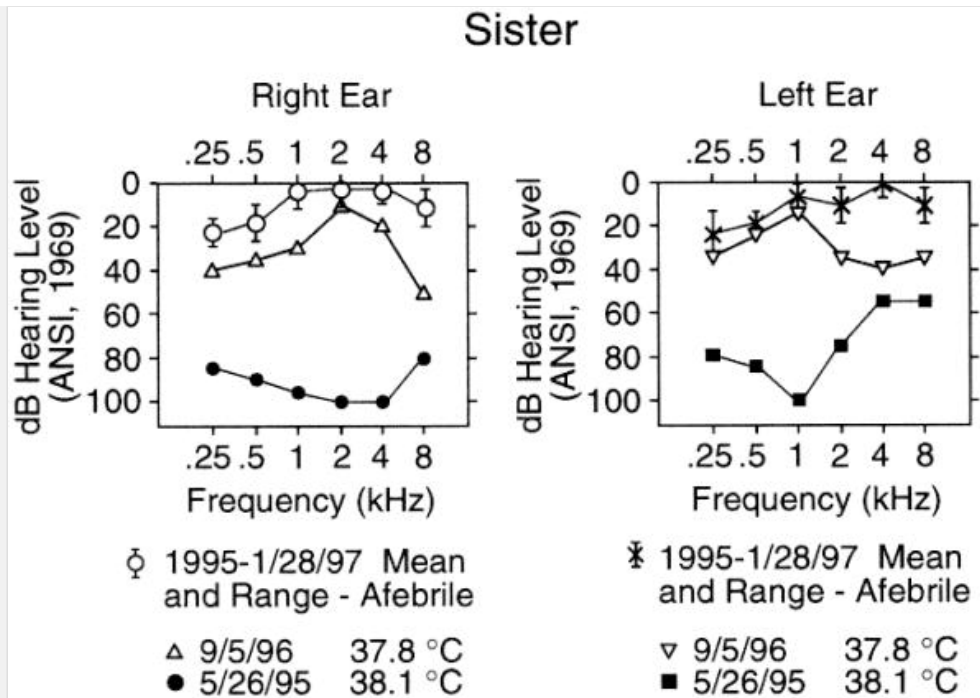 Sister
Right Ear
.25 .5 1 2 4 8
0
20
40
60
80
100
dB Hearing Level
(ANSI, 1969)
.25 .5 1 2 4 8
Frequency (kHz)
1995-1/28/97 Mean
and Range - Afebrile
9/5/96 37.8 °C
5/26/95 38.1 °C
Left Ear
.25 .5 1 2 4 8
0
20
40
60
80
100
dB Hearing Level
(ANSI, 1969)
.25 .5 1 2 4 8
Frequency (kHz)
1995-1/28/97 Mean
and Range - Afebrile
9/5/96 37.8 °C
5/26/95 38.1 °C